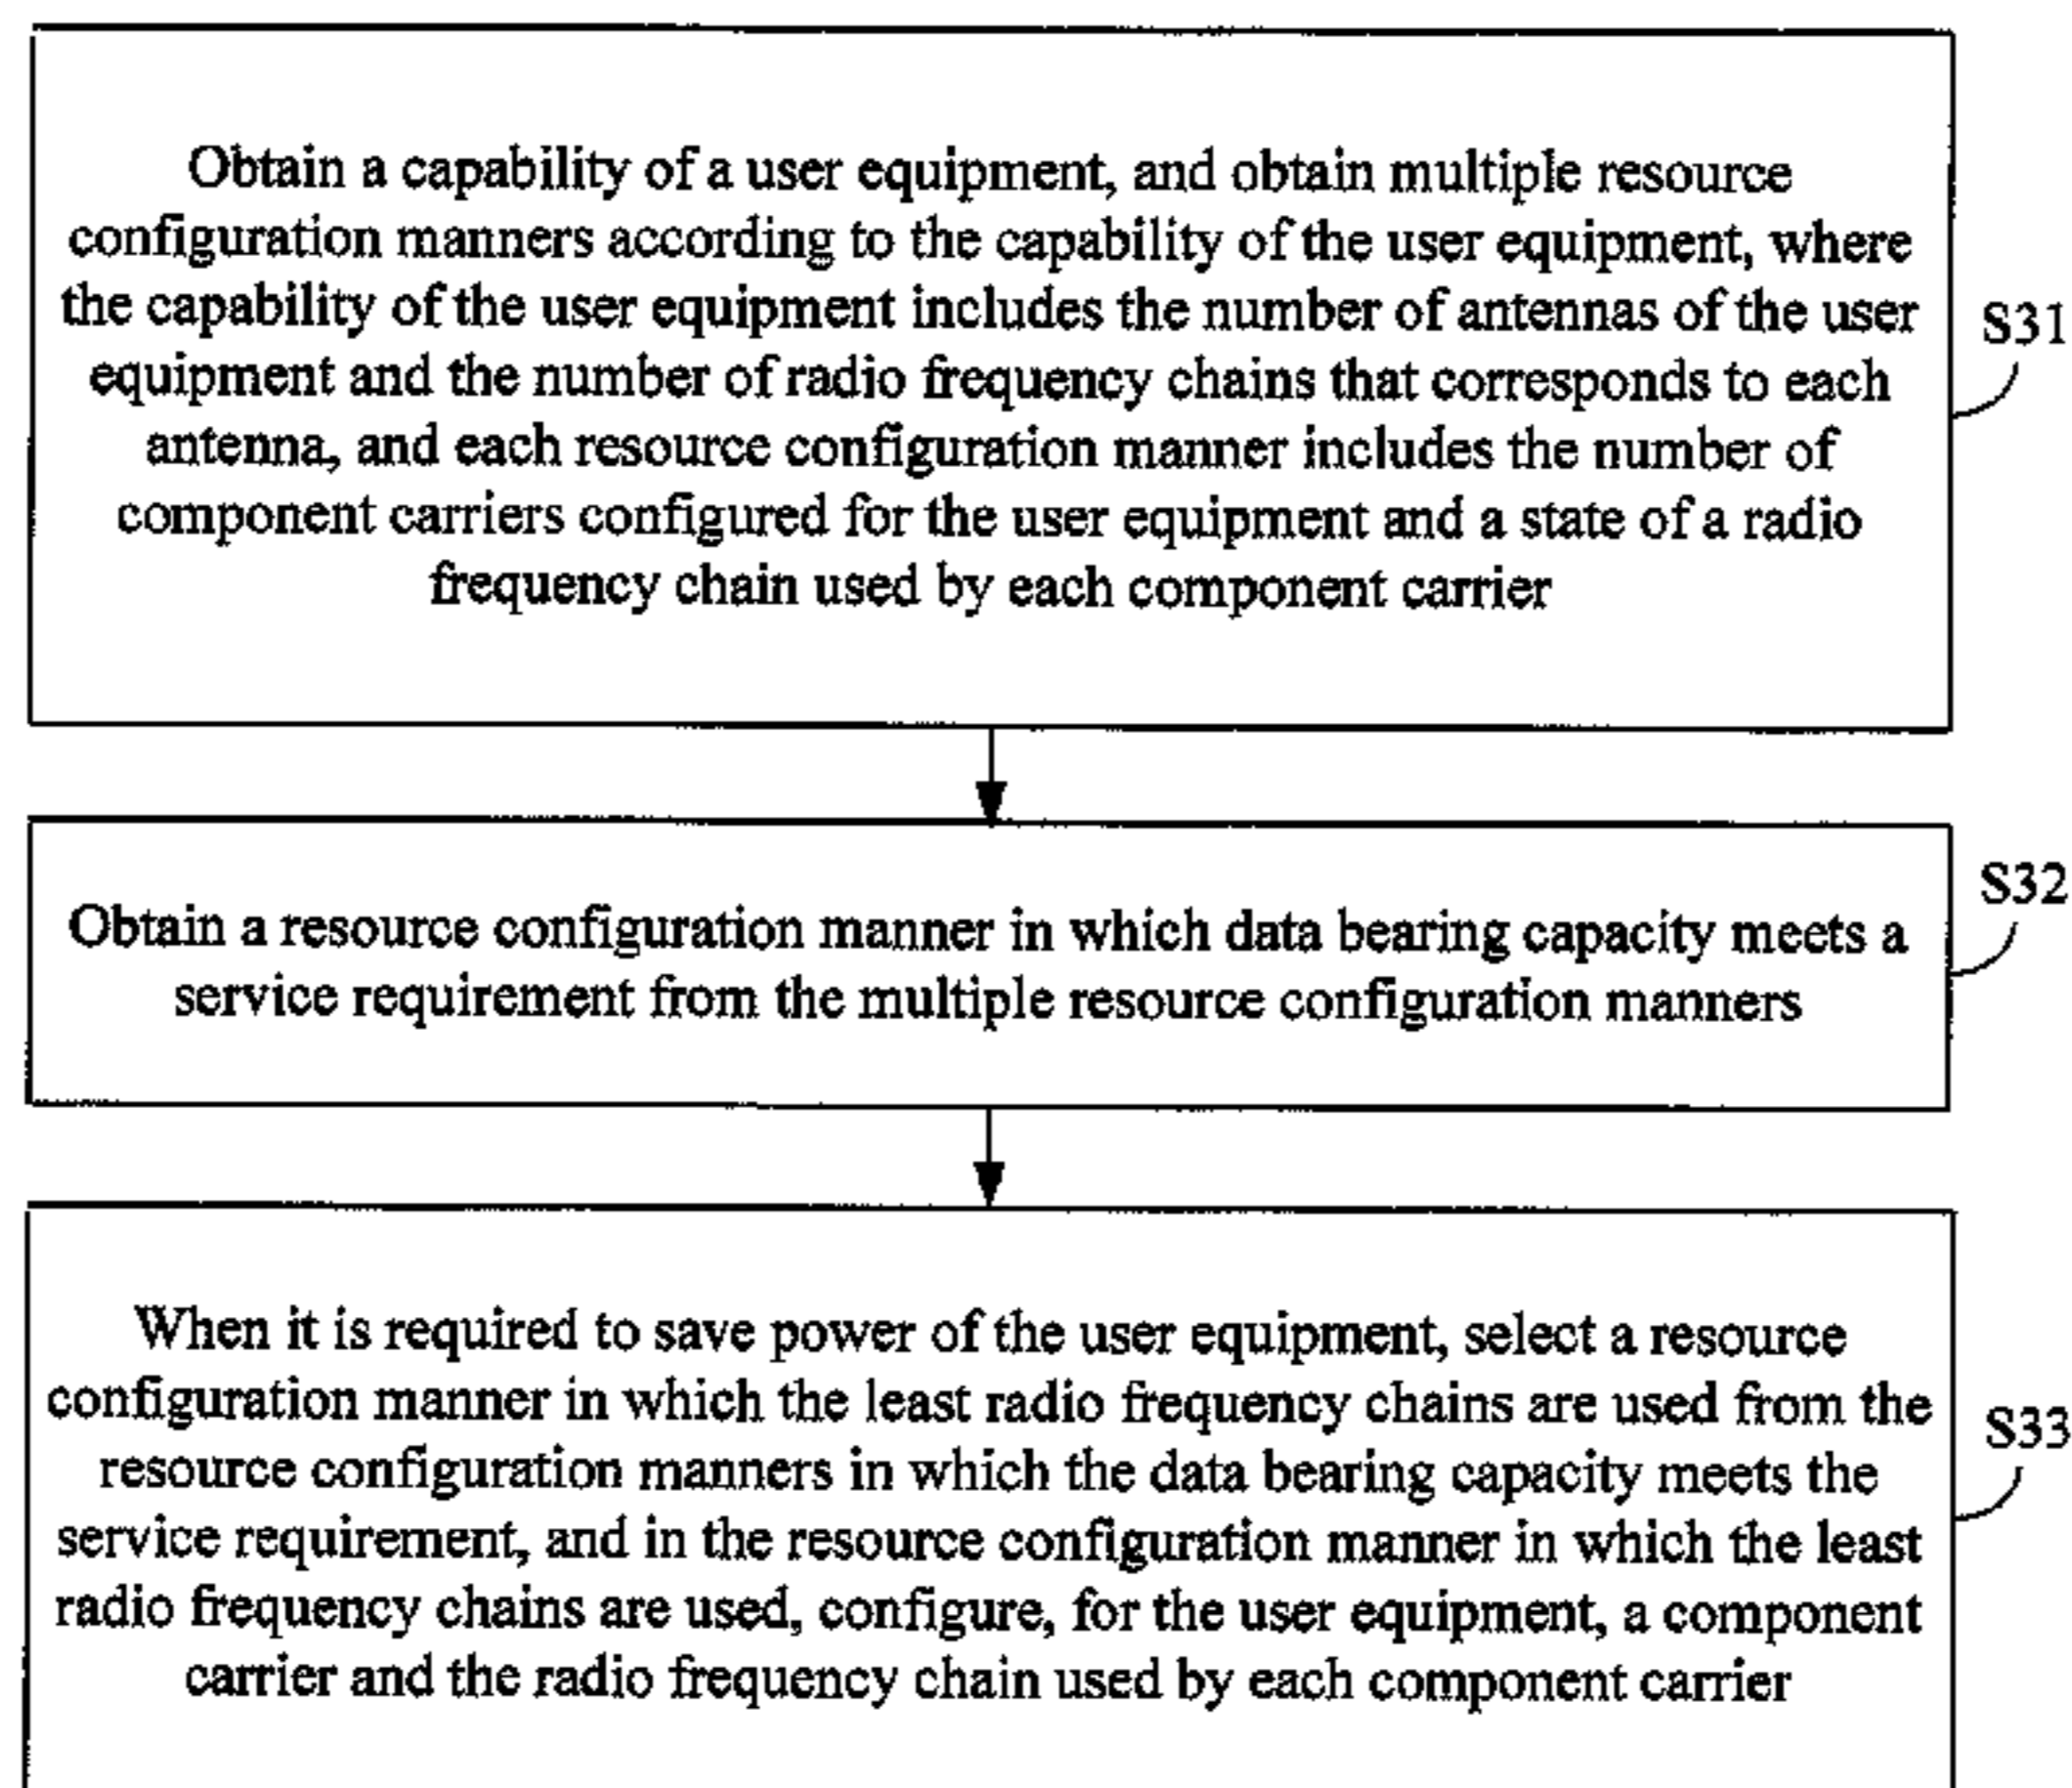 Obtain a capability of a user equipment, and obtain multiple resource
configuration manners according to the capability of the user equipment, where
the capability of the user equipment includes the number of antennas of the user
equipment and the number of radio frequency chains that corresponds to each
antenna, and each resource configuration manner includes the number of
component carriers configured for the user equipment and a state of a radio
frequency chain used by each component carrier
S31
Obtain a resource configuration manner in which data bearing capacity meets a
service requirement from the multiple resource configuration manners
S32
When it is required to save power of the user equipment, select a resource
configuration manner in which the least radio frequency chains are used from the
resource configuration manners in which the data bearing capacity meets the
service requirement, and in the resource configuration manner in which the least
radio frequency chains are used, configure, for the user equipment, a component
carrier and the radio frequency chain used by each component carrier
S33